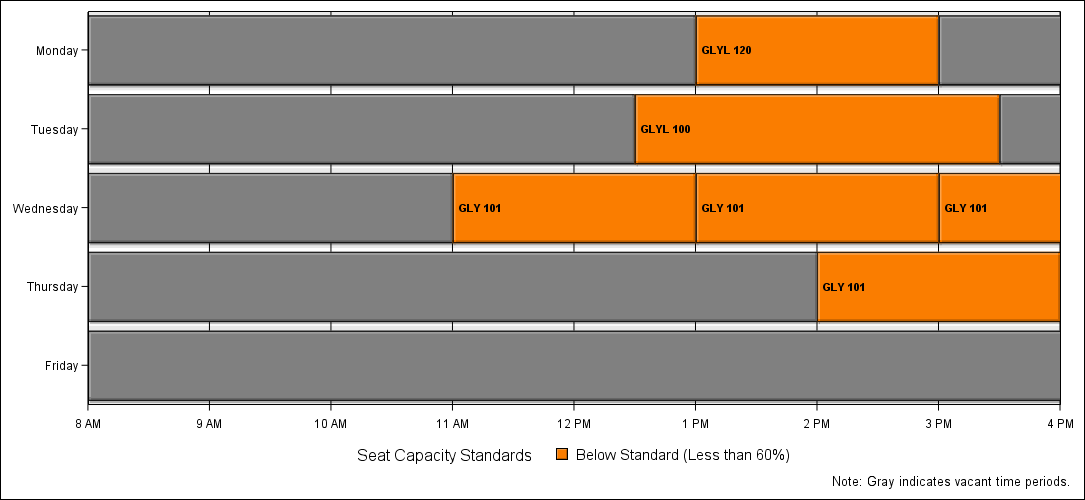 Monday
GLYL 120
Tuesday
GLYL 100
Wednesday
GLY 101
GLY 101
GLY 101
Thursday
GLY 101
Friday
8 AM 9 AM 10 AM 11 AM 12 PM 1 PM 2 PM 3 PM 4 PM
Seat Capacity Standards Below Standard (Less than 60%)
Note: Gray indicates vacant time periods.